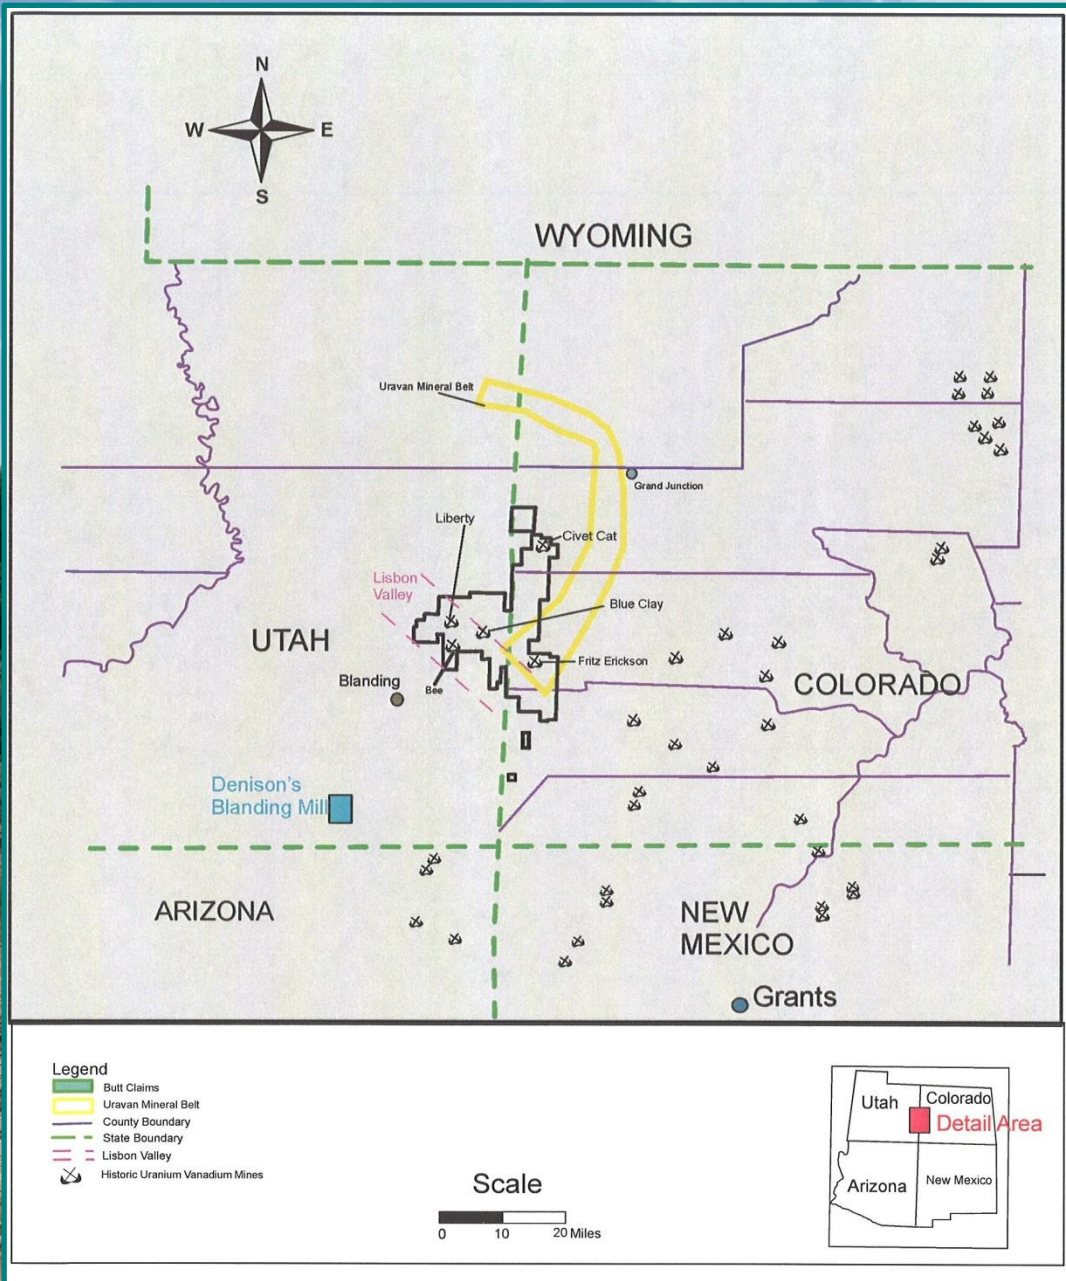 N
W
E
S
WYOMING
Uravan Mineral Belt
Grand Junction
Liberty
Civet Cat
Lisbon
Valley
Blue Clay
UTAH
Fritz Erickson
Blanding
Bee
COLORADO
Denison's
Blanding Mill
ARIZONA
NEW
MEXICO
Grants
Legend
Butt Claims
Uravan Mineral Belt
County Boundary
State Boundary
Lisbon Valley
Historic Uranium Vanadium Mines
Scale
0 10 20 Miles
Utah
Colorado
Detail Area
Arizona
New Mexico